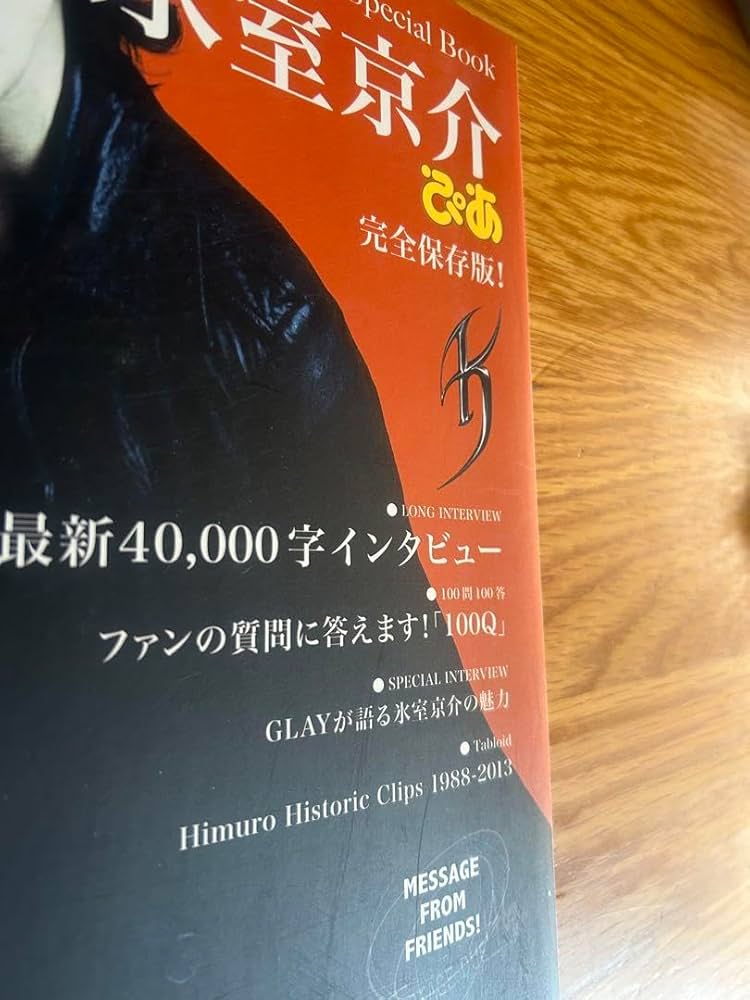 Special Book
氷室京介
ぴあ
完全保存版!
● LONG INTERVIEW
最新40,000字インタビュー
● 100問100答
ファンの質問に答えます!「100Q」
● SPECIAL INTERVIEW
GLAYが語る氷室京介の魅力
● Tabloid
Himuro Historic Clips 1988-2013
MESSAGE
FROM
FRIENDS!